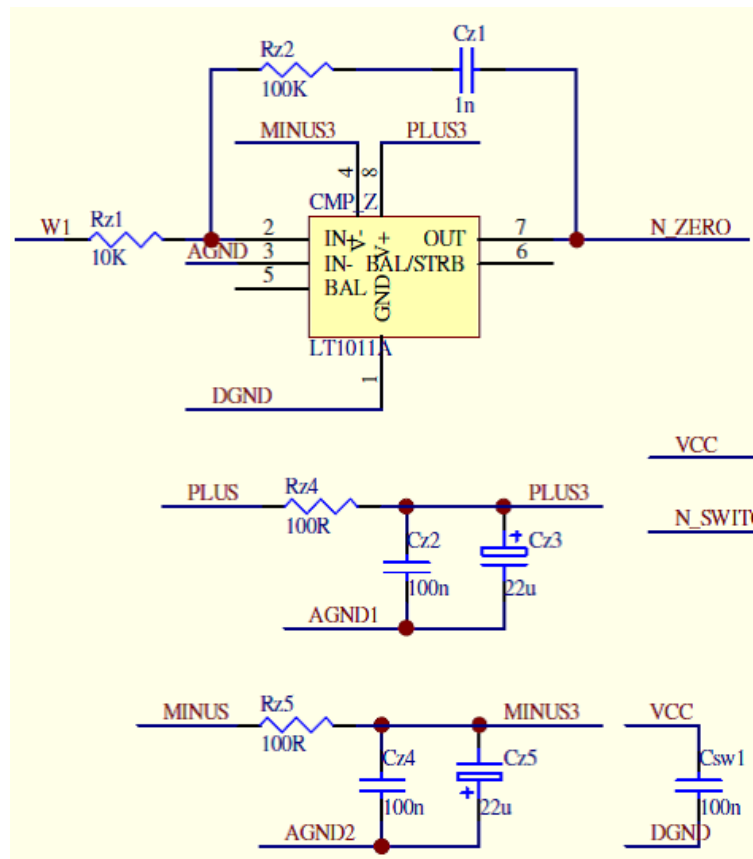 Rz2
100K
Cz1
1n
MINUS3
PLUS3
4
8
CMP_Z
W1
Rz1
10K
AGND
2
3
5
IN+
IN-
BAL
V-
V+
GND
OUT
BAL/STRB
7
6
N_ZERO
LT1011A
1
DGND
VCC
PLUS
Rz4
100R
PLUS3
N_SWIT
Cz2
100n
+
Cz3
22u
AGND1
MINUS
Rz5
100R
MINUS3
VCC
Cz4
100n
+
Cz5
22u
Csw1
100n
AGND2
DGND